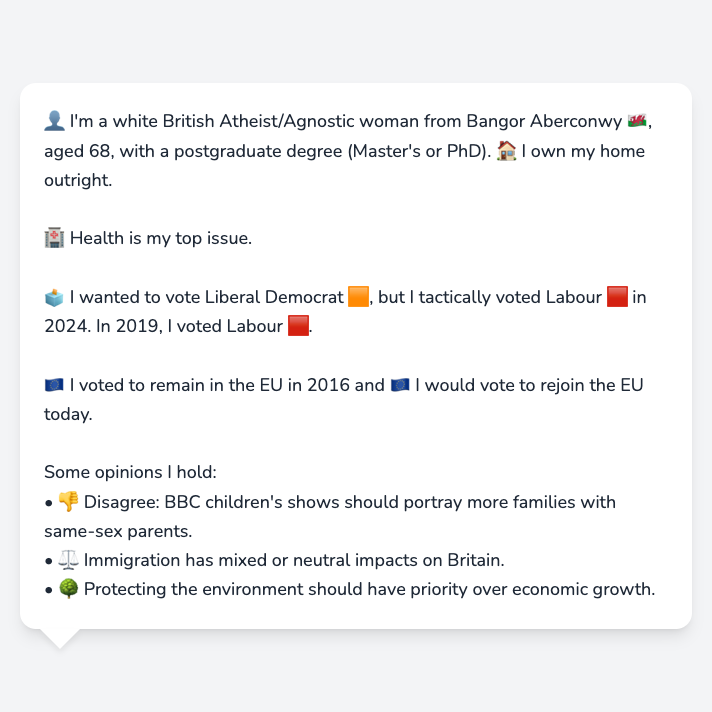 👤 I'm a white British Atheist/Agnostic woman from Bangor Aberconwy 🏴󠁧󠁢󠁷󠁬󠁳󠁿,
aged 68, with a postgraduate degree (Master's or PhD). 🏠 I own my home
outright.
🏥 Health is my top issue.
🗳️ I wanted to vote Liberal Democrat 🟧, but I tactically voted Labour 🟥 in
2024. In 2019, I voted Labour 🟥.
🇪🇺 I voted to remain in the EU in 2016 and 🇪🇺 I would vote to rejoin the EU
today.
Some opinions I hold:
• 👎 Disagree: BBC children's shows should portray more families with
same-sex parents.
• ⚖️ Immigration has mixed or neutral impacts on Britain.
• 🌳 Protecting the environment should have priority over economic growth.